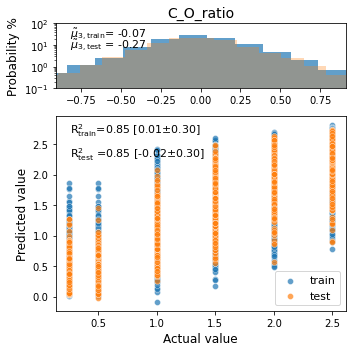 C_O_ratio
Probability %
10²
10¹
10⁰
10⁻¹
μ̃₃,train= -0.07
μ̃₃,test = -0.27
−0.75 −0.50 −0.25 0.00 0.25 0.50 0.75
R²train=0.85 [0.01±0.30]
R²test =0.85 [-0.02±0.30]
Predicted value
2.5
2.0
1.5
1.0
0.5
0.0
train
test
0.5 1.0 1.5 2.0 2.5
Actual value